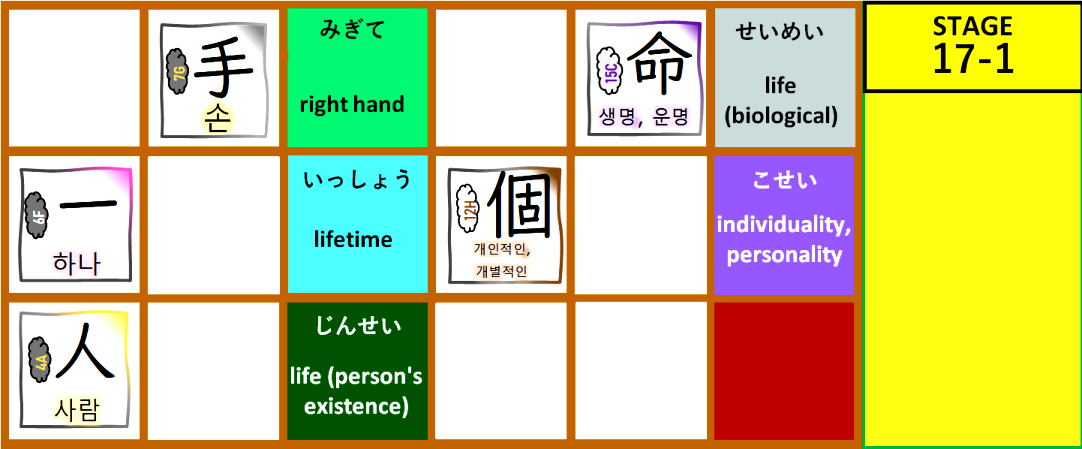 7G
手
손
みぎて
right hand
15C
命
생명, 운명
せいめい
life
(biological)
STAGE
17-1
6F
一
하나
いっしょう
lifetime
12H
個
개인적인,
개별적인
こせい
individuality,
personality
4A
人
사람
じんせい
life (person's
existence)